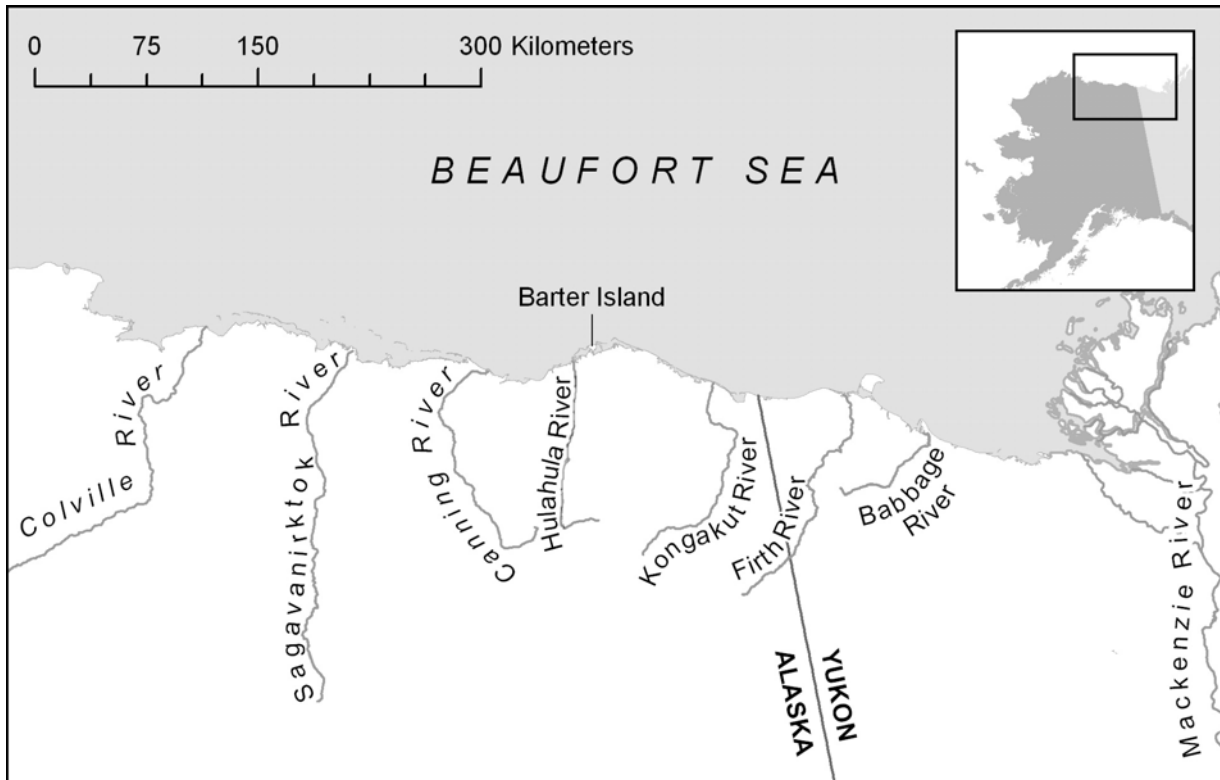 0 75 150 300 Kilometers
BEAUFORT SEA
Barter Island
Colville River
Sagavanirktok River
Canning River
Hulahula River
Kongakut River
Firth River
Babbage
River
Mackenzie River
ALASKA
YUKON